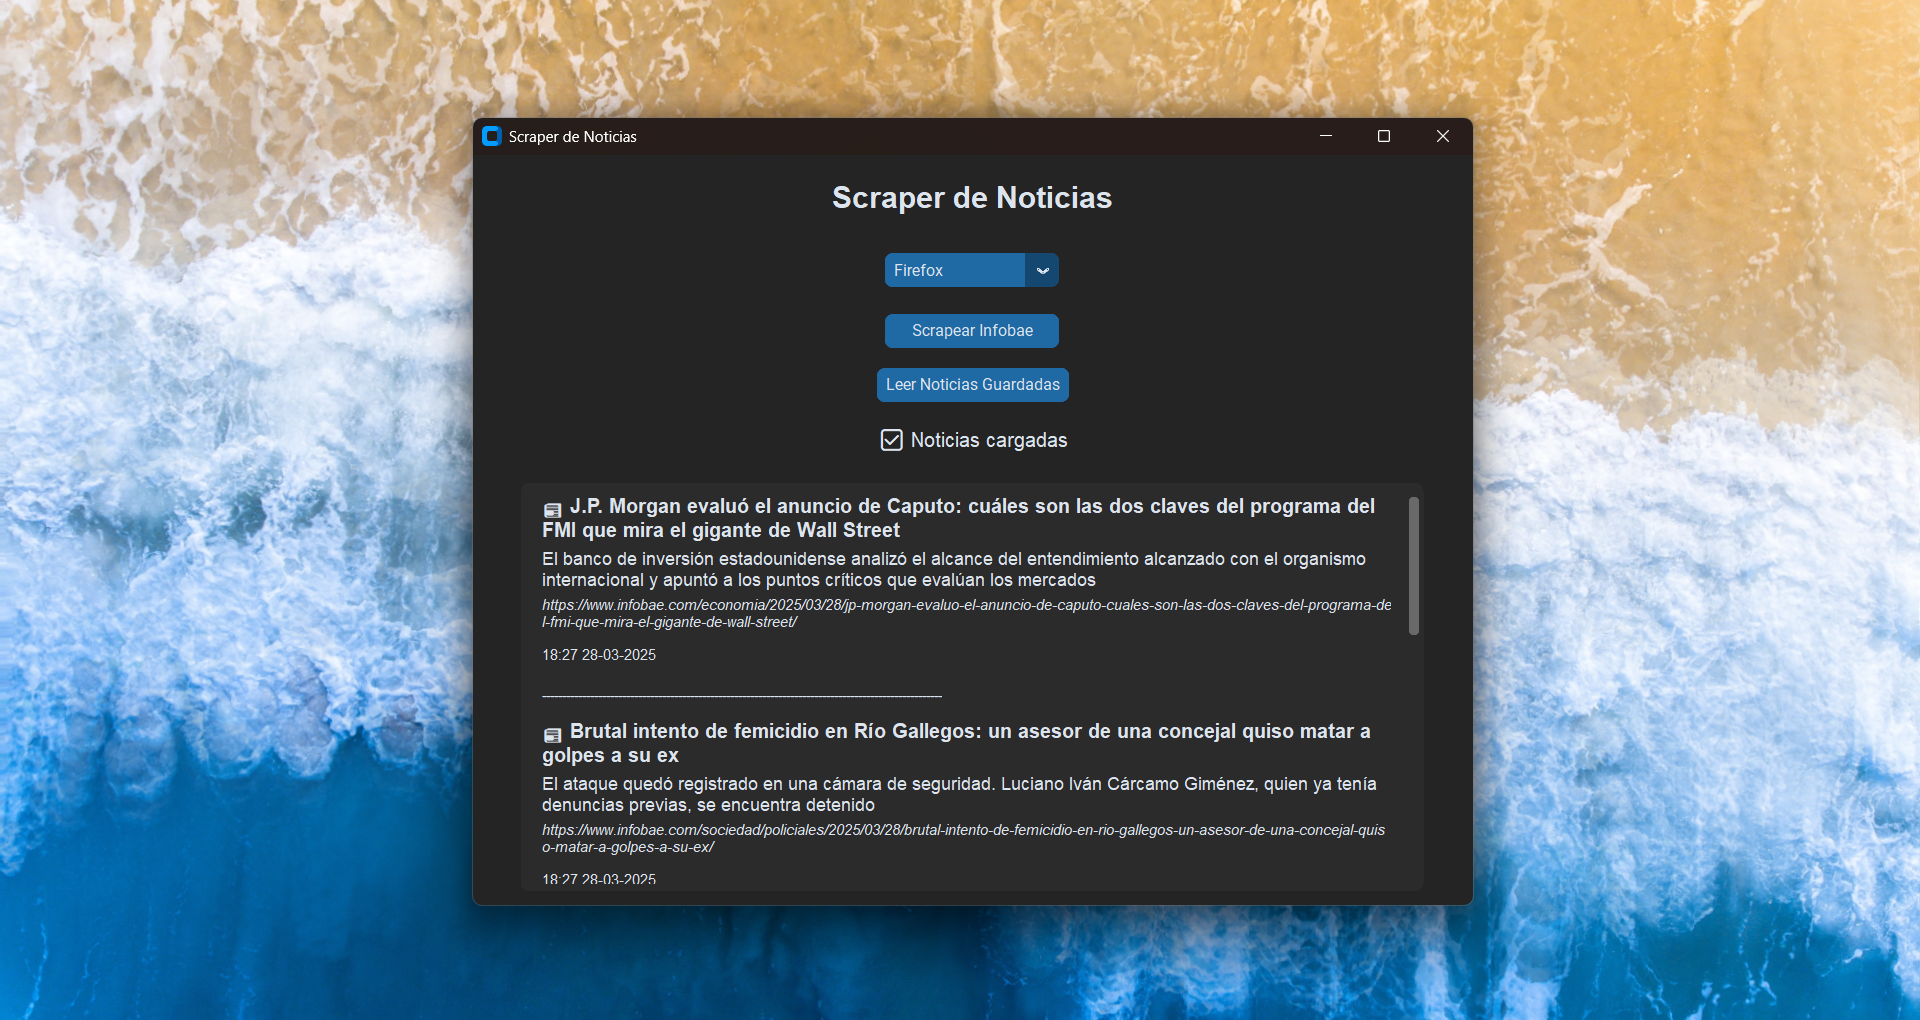 Scraper de Noticias
Scraper de Noticias
Firefox
Scrapear Infobae
Leer Noticias Guardadas
Noticias cargadas
J.P. Morgan evaluó el anuncio de Caputo: cuáles son las dos claves del programa del
FMI que mira el gigante de Wall Street
El banco de inversión estadounidense analizó el alcance del entendimiento alcanzado con el organismo
internacional y apuntó a los puntos críticos que evalúan los mercados
https://www.infobae.com/economia/2025/03/28/jp-morgan-evaluo-el-anuncio-de-caputo-cuales-son-las-dos-claves-del-programa-de
l-fmi-que-mira-el-gigante-de-wall-street/
18:27 28-03-2025
Brutal intento de femicidio en Río Gallegos: un asesor de una concejal quiso matar a
golpes a su ex
El ataque quedó registrado en una cámara de seguridad. Luciano Iván Cárcamo Giménez, quien ya tenía
denuncias previas, se encuentra detenido
https://www.infobae.com/sociedad/policiales/2025/03/28/brutal-intento-de-femicidio-en-rio-gallegos-un-asesor-de-una-concejal-quis
o-matar-a-golpes-a-su-ex/
18:27 28-03-2025